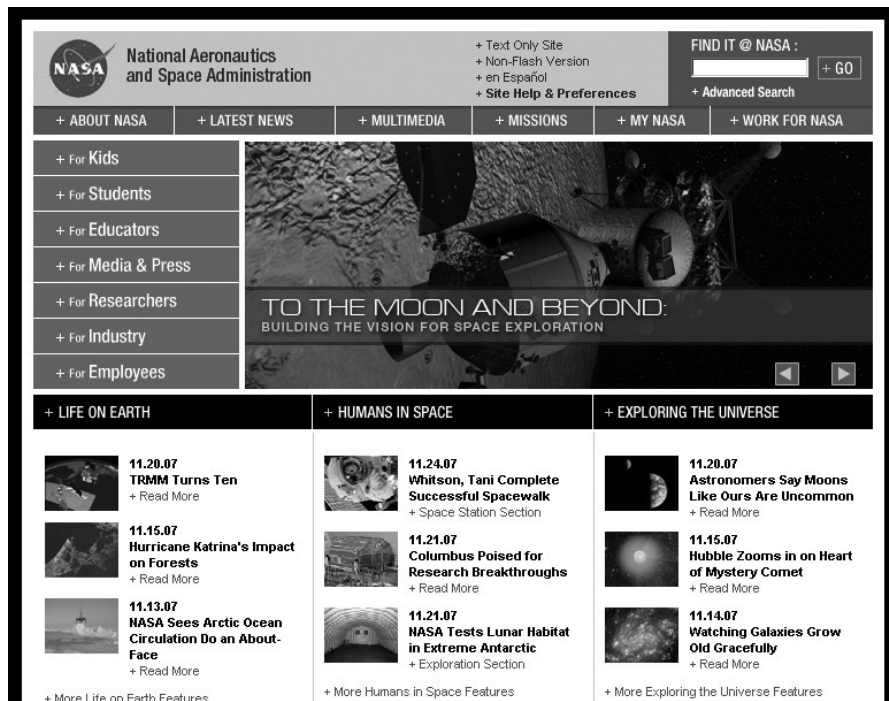 NASA
National Aeronautics
and Space Administration
+ Text Only Site
+ Non-Flash Version
+ en Español
+ Site Help & Preferences
FIND IT @ NASA :
+ GO
+ Advanced Search
+ ABOUT NASA
+ LATEST NEWS
+ MULTIMEDIA
+ MISSIONS
+ MY NASA
+ WORK FOR NASA
+ For Kids
+ For Students
+ For Educators
+ For Media & Press
+ For Researchers
+ For Industry
+ For Employees
TO THE MOON AND BEYOND:
BUILDING THE VISION FOR SPACE EXPLORATION
+ LIFE ON EARTH
11.20.07
TRMM Turns Ten
+ Read More
11.15.07
Hurricane Katrina's Impact
on Forests
+ Read More
11.13.07
NASA Sees Arctic Ocean
Circulation Do an About-
Face
+ Read More
+ More Life on Earth Features
+ HUMANS IN SPACE
11.24.07
Whitson, Tani Complete
Successful Spacewalk
+ Space Station Section
11.21.07
Columbus Poised for
Research Breakthroughs
+ Read More
11.21.07
NASA Tests Lunar Habitat
in Extreme Antarctic
+ Exploration Section
+ More Humans in Space Features
+ EXPLORING THE UNIVERSE
11.20.07
Astronomers Say Moons
Like Ours Are Uncommon
+ Read More
11.15.07
Hubble Zooms in on Heart
of Mystery Comet
+ Read More
11.14.07
Watching Galaxies Grow
Old Gracefully
+ Read More
+ More Exploring the Universe Features